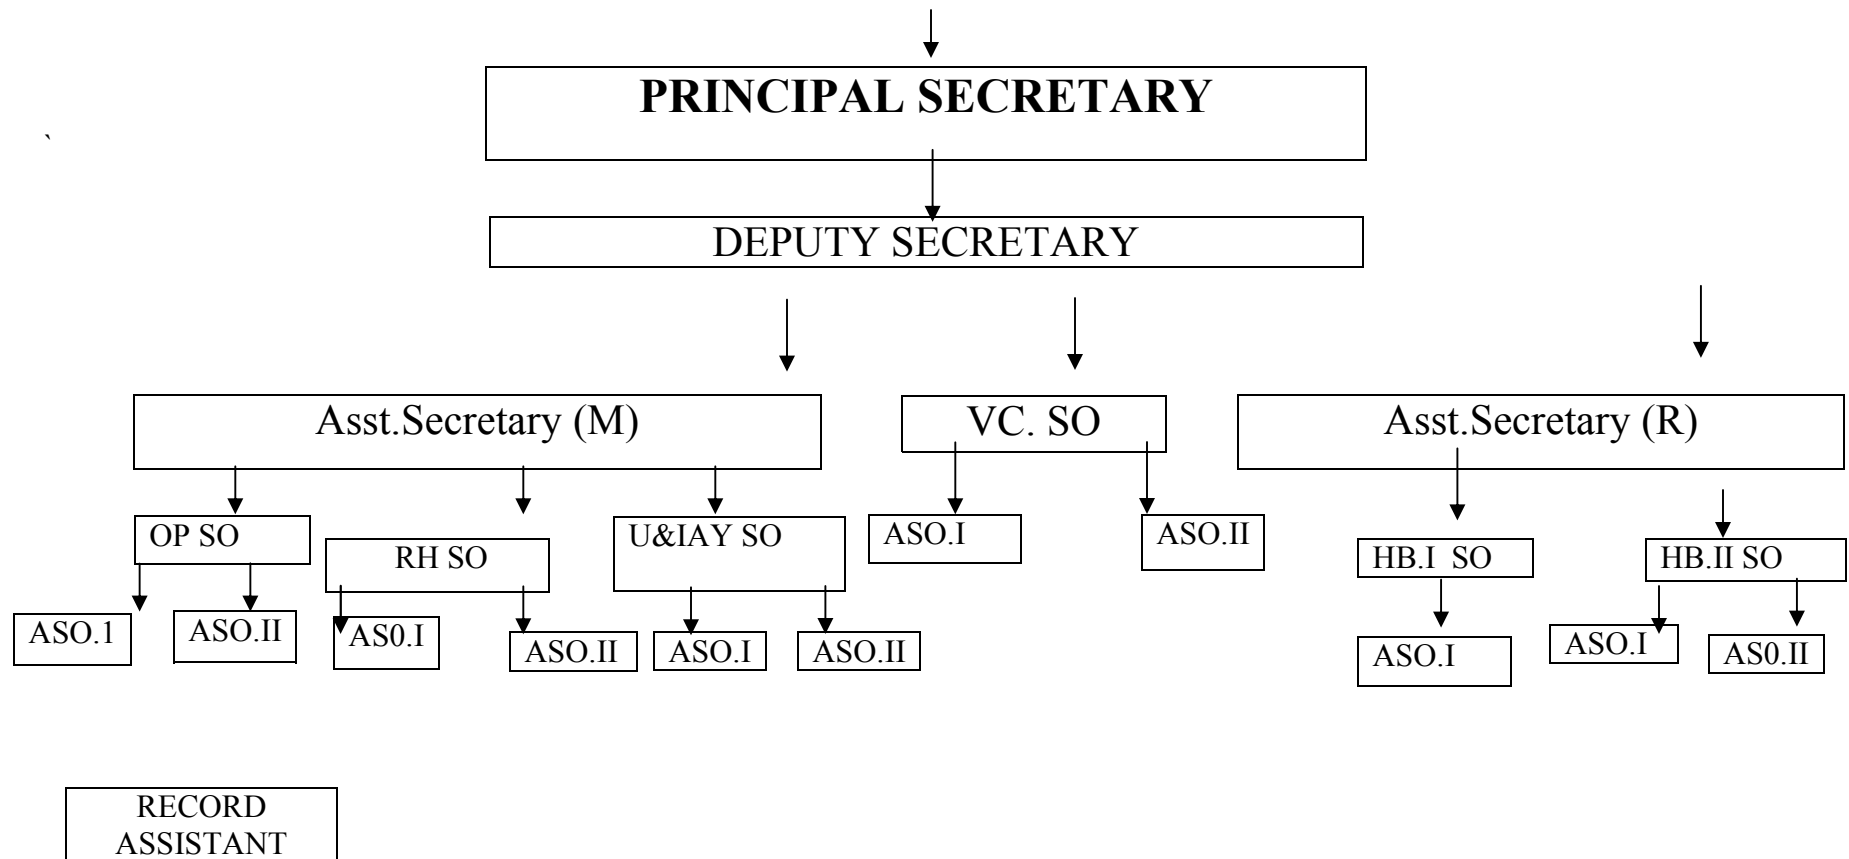 PRINCIPAL SECRETARY
`
DEPUTY SECRETARY
Asst.Secretary (M)
VC. SO
Asst.Secretary (R)
OP SO
RH SO
U&IAY SO
ASO.I
ASO.II
HB.I  SO
HB.II SO
ASO.1
ASO.II
AS0.I
ASO.II
ASO.I
ASO.II
ASO.I
ASO.I
AS0.II
RECORD
ASSISTANT